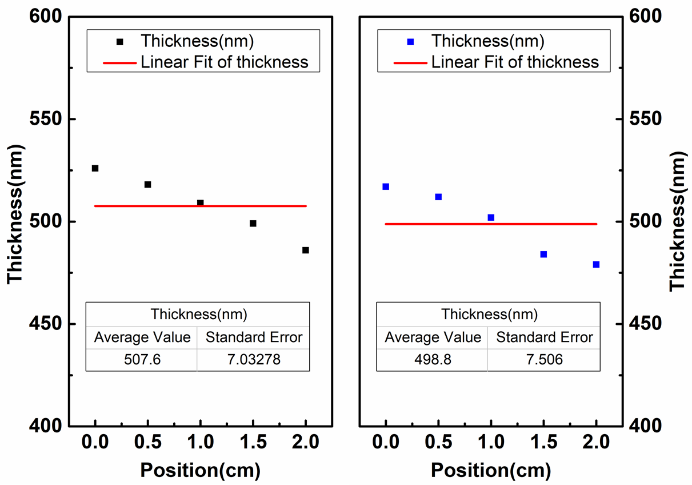 600
550
500
450
400
Thickness(nm)
Thickness(nm)
Linear Fit of thickness
Thickness(nm)
Average Value Standard Error
507.6 7.03278
0.0 0.5 1.0 1.5 2.0
Position(cm)
Thickness(nm)
Linear Fit of thickness
Thickness(nm)
Average Value Standard Error
498.8 7.506
0.0 0.5 1.0 1.5 2.0
Position(cm)
600
550
500
450
400
Thickness(nm)